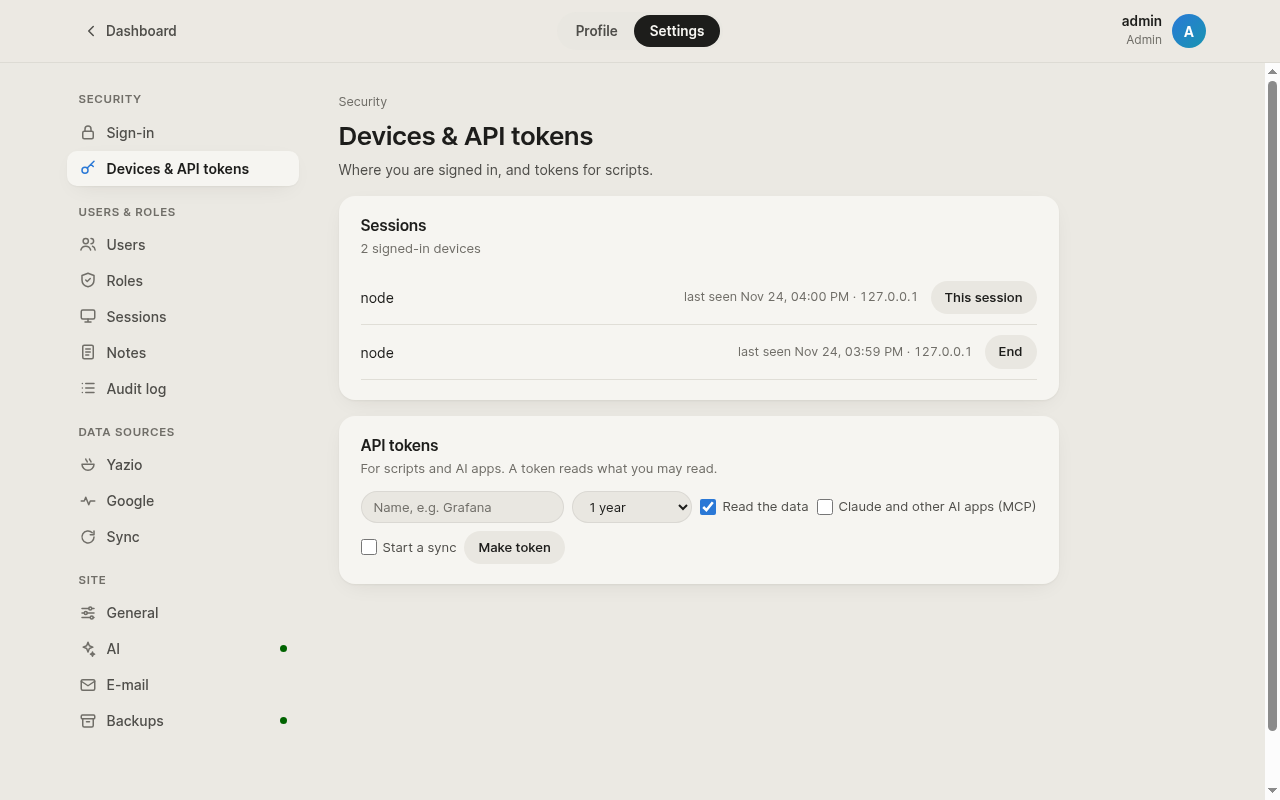 Dashboard
Profile
Settings
admin
Admin
A
SECURITY
Sign-in
Devices & API tokens
USERS & ROLES
Users
Roles
Sessions
Notes
Audit log
DATA SOURCES
Yazio
Google
Sync
SITE
General
AI
E-mail
Backups
Security
Devices & API tokens
Where you are signed in, and tokens for scripts.
Sessions
2 signed-in devices
node last seen Nov 24, 04:00 PM · 127.0.0.1 This session
node last seen Nov 24, 03:59 PM · 127.0.0.1 End
API tokens
For scripts and AI apps. A token reads what you may read.
Name, e.g. Grafana 1 year Read the data Claude and other AI apps (MCP)
Start a sync Make token